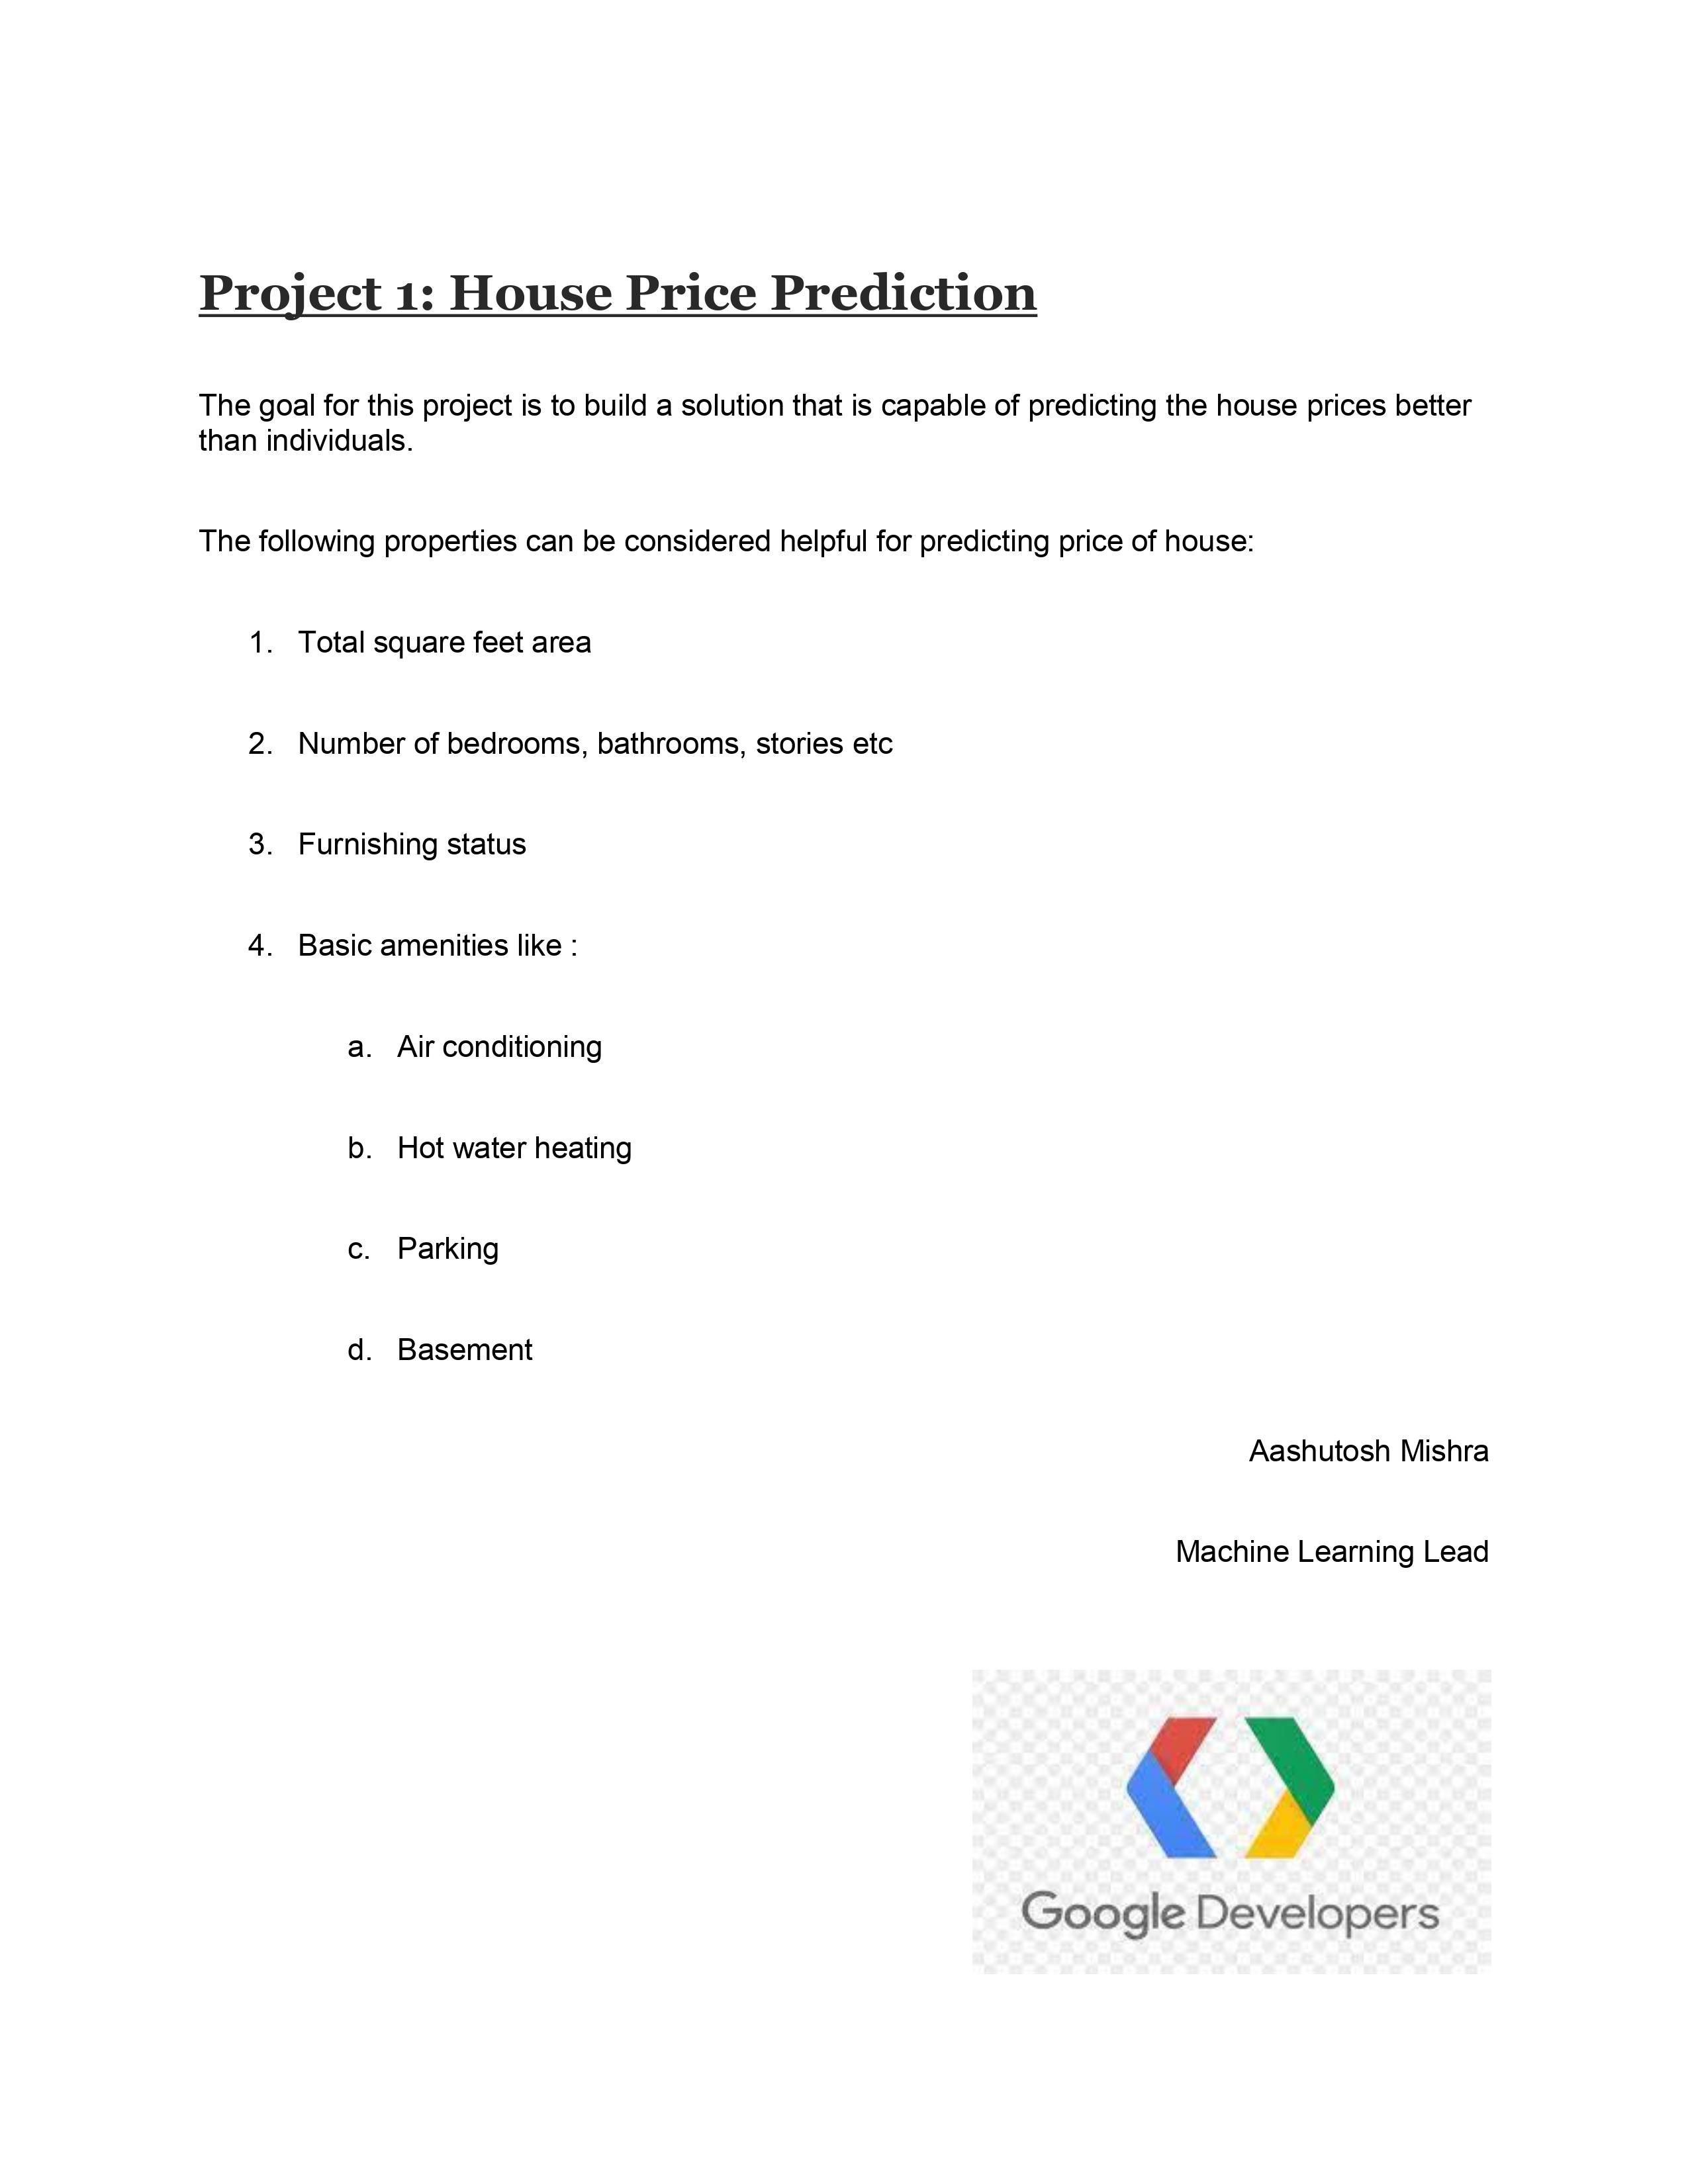 Project 1: House Price Prediction
The goal for this project is to build a solution that is capable of predicting the house prices better
than individuals.
The following properties can be considered helpful for predicting price of house:
1. Total square feet area
2. Number of bedrooms, bathrooms, stories etc
3. Furnishing status
4. Basic amenities like :
a. Air conditioning
b. Hot water heating
c. Parking
d. Basement
Aashutosh Mishra
Machine Learning Lead
Google Developers